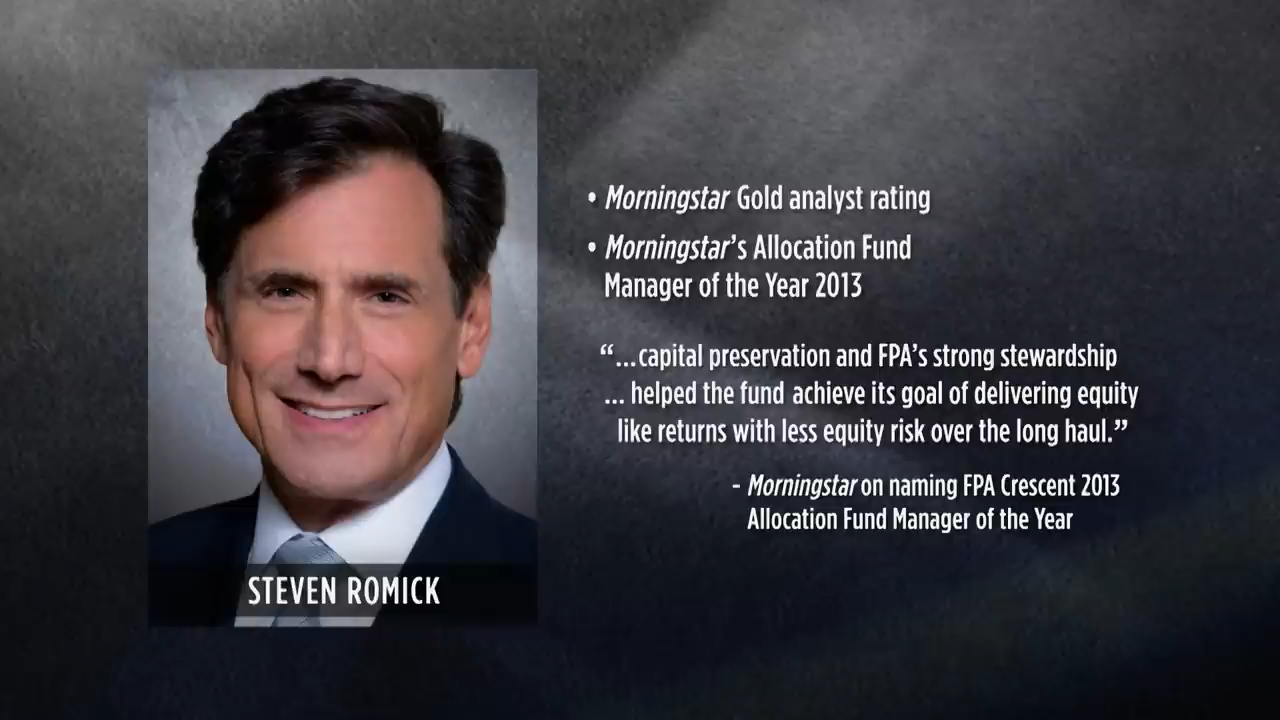 • Morningstar Gold analyst rating
• Morningstar’s Allocation Fund
Manager of the Year 2013
“...capital preservation and FPA’s strong stewardship
... helped the fund achieve its goal of delivering equity
like returns with less equity risk over the long haul.”
- Morningstar on naming FPA Crescent 2013
Allocation Fund Manager of the Year
STEVEN ROMICK